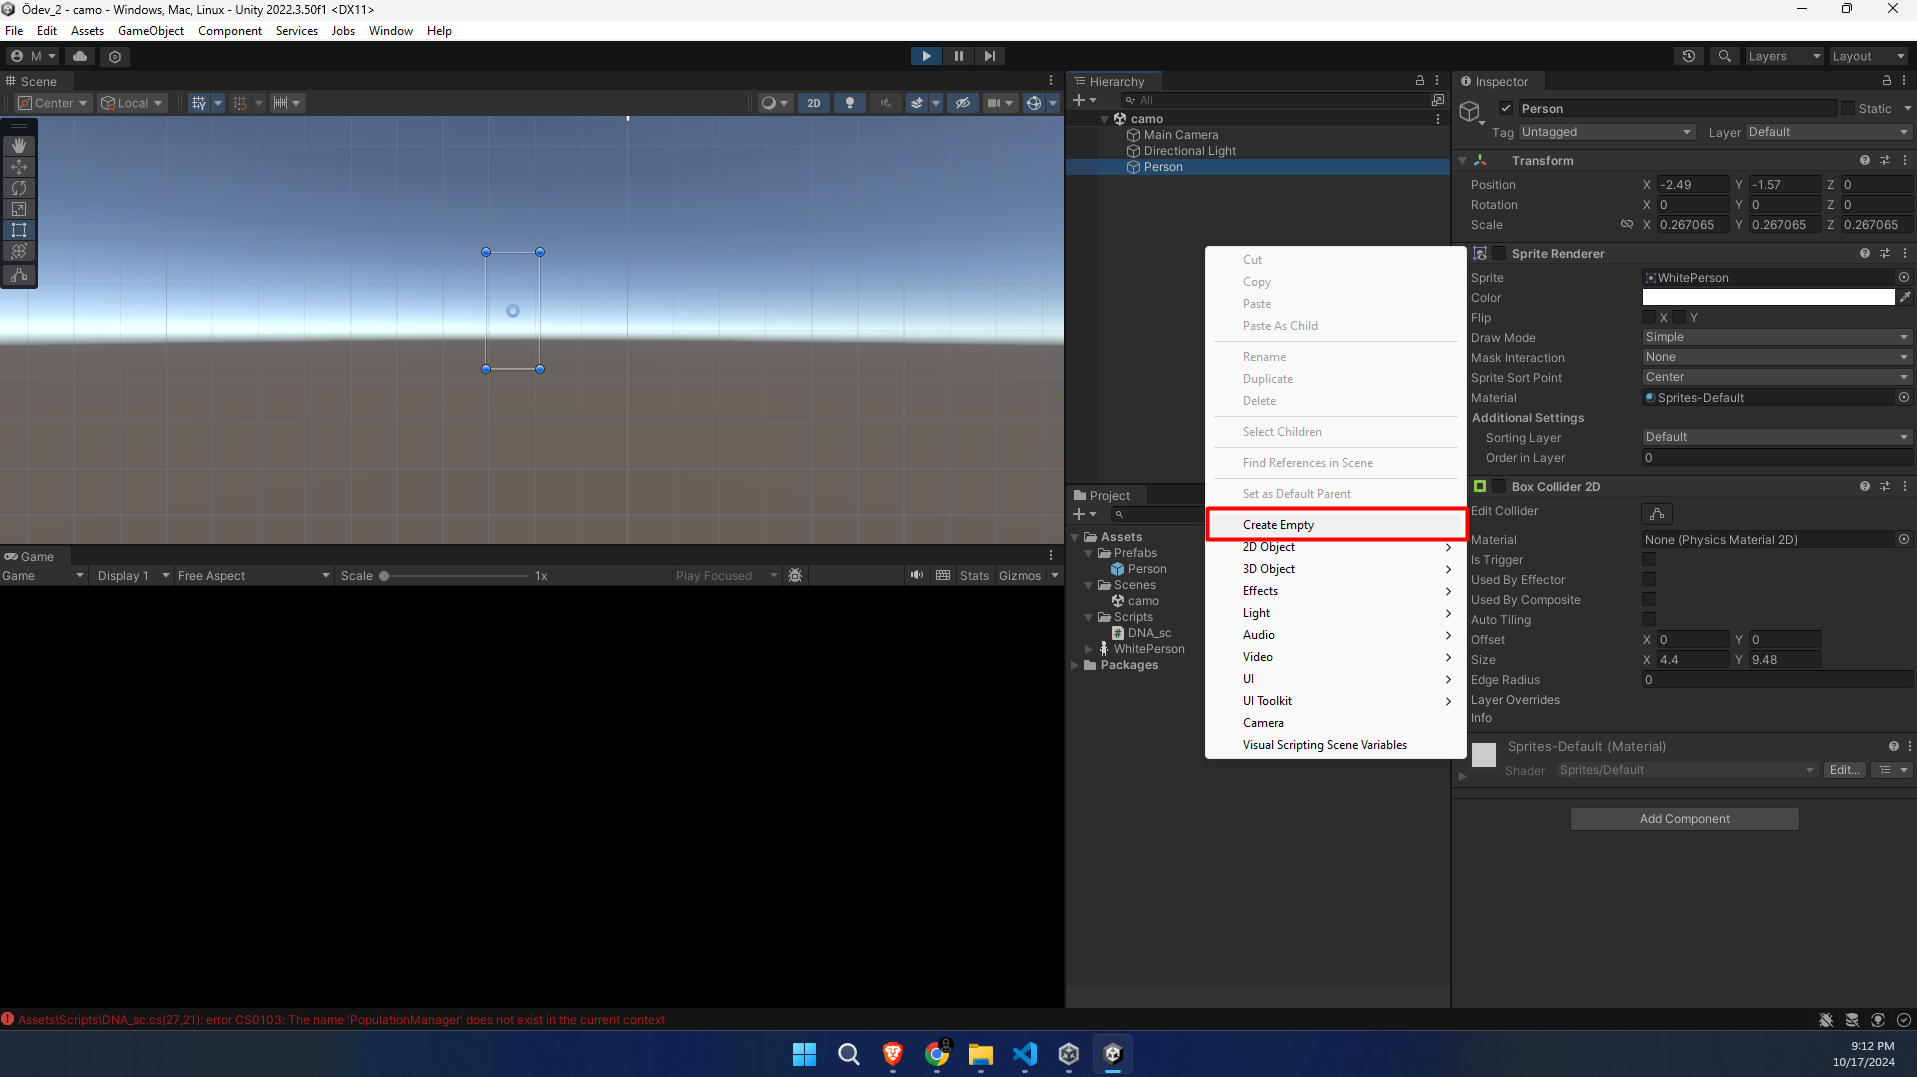 Ödev_2 - camo - Windows, Mac, Linux - Unity 2022.3.50f1 <DX11>
File Edit Assets GameObject Component Services Jobs Window Help
M
Layers Layout
Scene
Center Local 2D
Game
Game Display 1 Free Aspect Scale 1x Play Focused Stats Gizmos
Hierarchy
All
camo
Main Camera
Directional Light
Person
Project
Assets
Prefabs
Person
Scenes
camo
Scripts
# DNA_sc
WhitePerson
Packages
Cut
Copy
Paste
Paste As Child
Rename
Duplicate
Delete
Select Children
Find References in Scene
Set as Default Parent
Create Empty
2D Object
3D Object
Effects
Light
Audio
Video
UI
UI Toolkit
Camera
Visual Scripting Scene Variables
Inspector
Person Static
Tag Untagged Layer Default
Transform
Position X -2.49 Y -1.57 Z 0
Rotation X 0 Y 0 Z 0
Scale X 0.267065 Y 0.267065 Z 0.267065
Sprite Renderer
Sprite WhitePerson
Color
Flip X Y
Draw Mode Simple
Mask Interaction None
Sprite Sort Point Center
Material Sprites-Default
Additional Settings
Sorting Layer Default
Order in Layer 0
Box Collider 2D
Edit Collider
Material None (Physics Material 2D)
Is Trigger
Used By Effector
Used By Composite
Auto Tiling
Offset X 0 Y 0
Size X 4.4 Y 9.48
Edge Radius 0
Layer Overrides
Info
Sprites-Default (Material)
Shader Sprites/Default Edit...
Add Component
Assets\Scripts\DNA_sc.cs(27,21): error CS0103: The name 'PopulationManager' does not exist in the current context
9:12 PM
10/17/2024